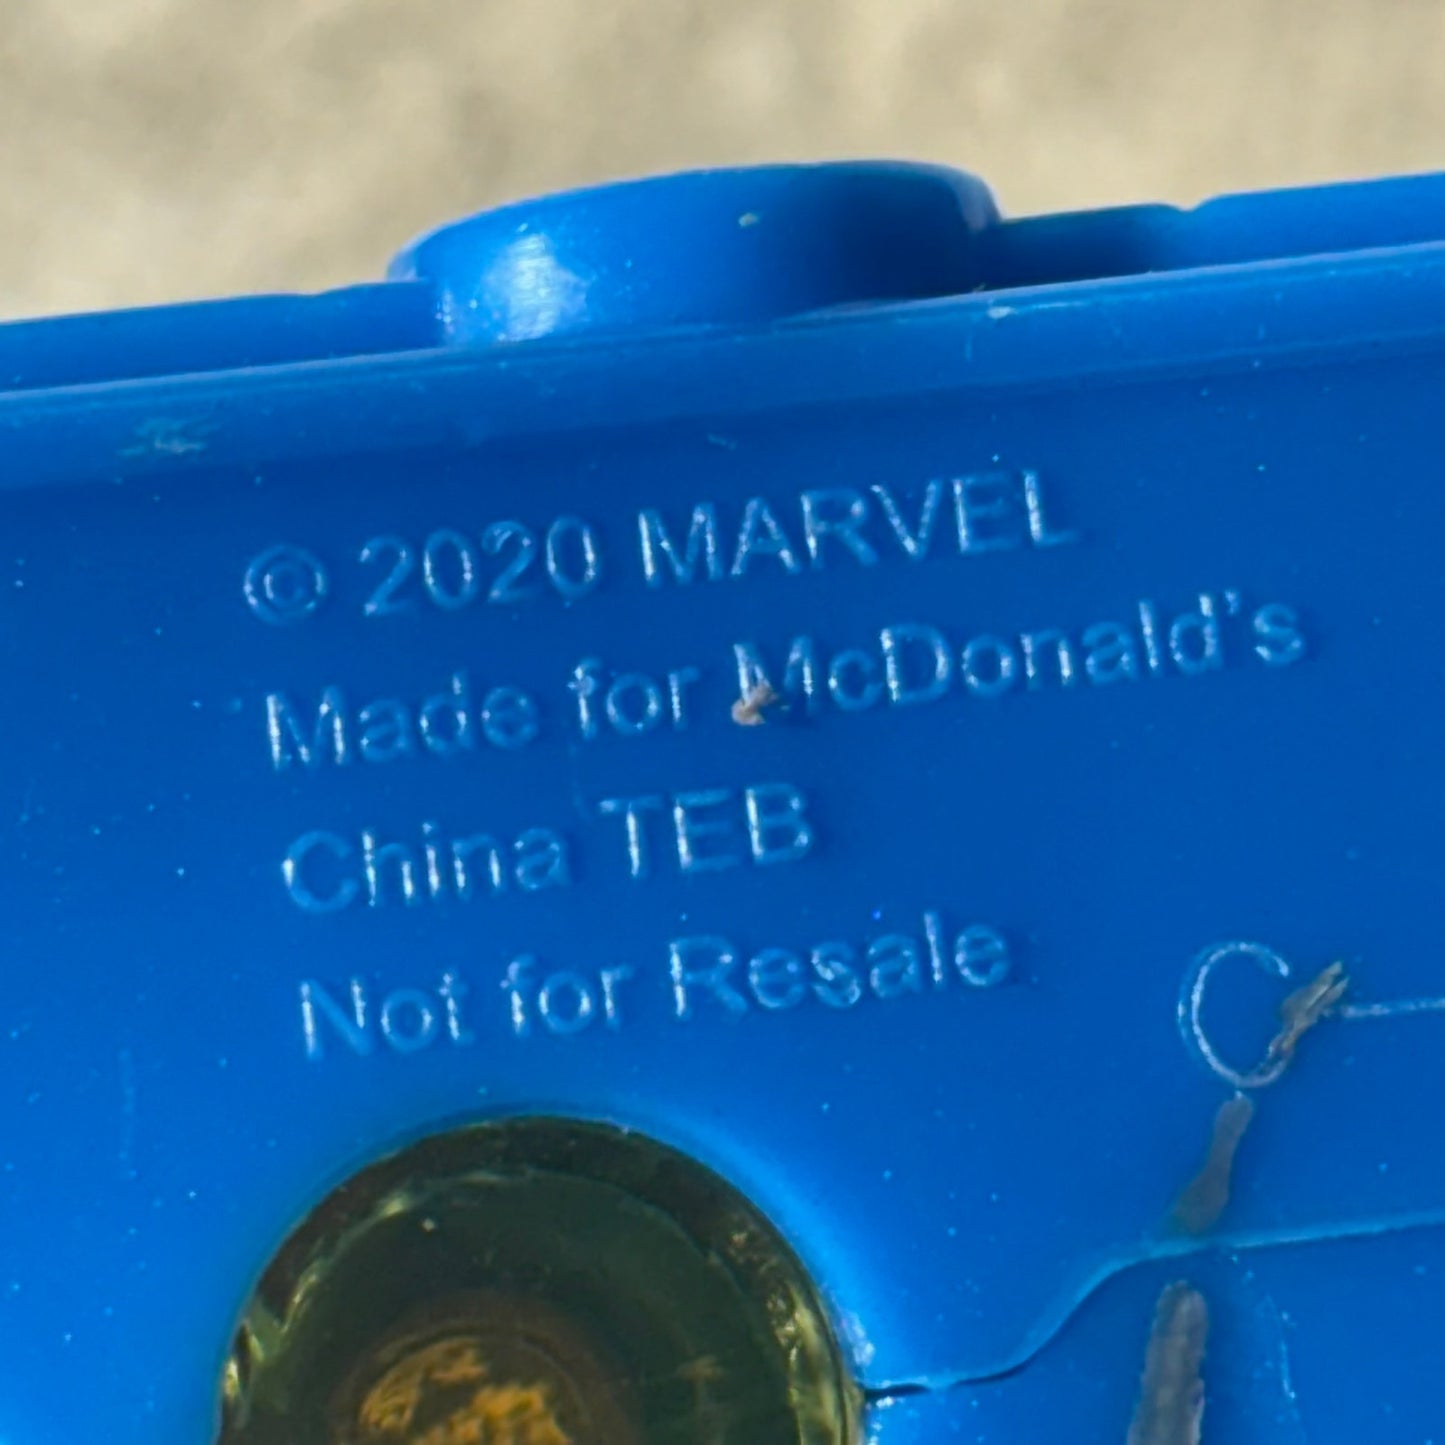 © 2020 MARVEL
Made for McDonald's
China TEB
Not for Resale